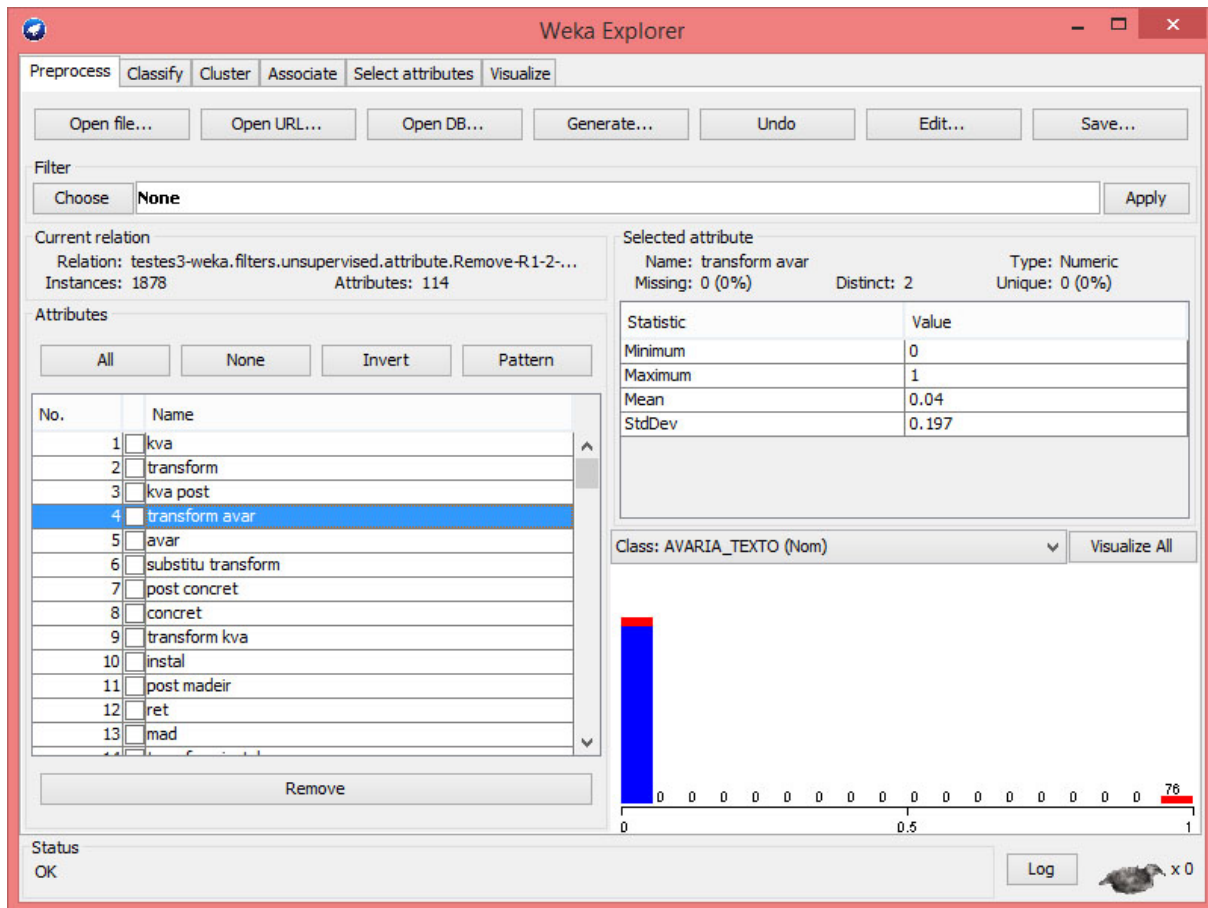 Weka Explorer
Preprocess Classify Cluster Associate Select attributes Visualize
Open file... Open URL... Open DB... Generate... Undo Edit... Save...
Filter
Choose None Apply
Current relation
Relation: testes3-weka.filters.unsupervised.attribute.Remove-R1-2-...
Instances: 1878 Attributes: 114
Attributes
All None Invert Pattern
No. Name
1 kva
2 transform
3 kva post
4 transform avar
5 avar
6 substitu transform
7 post concret
8 concret
9 transform kva
10 instal
11 post madeir
12 ret
13 mad
Remove
Selected attribute
Name: transform avar Type: Numeric
Missing: 0 (0%) Distinct: 2 Unique: 0 (0%)
Statistic Value
Minimum 0
Maximum 1
Mean 0.04
StdDev 0.197
Class: AVARIA_TEXTO (Nom) Visualize All
0 0 0 0 0 0 0 0 0 0 0 0 0 0 0 0 76
0 0.5 1
Status
OK
Log x 0